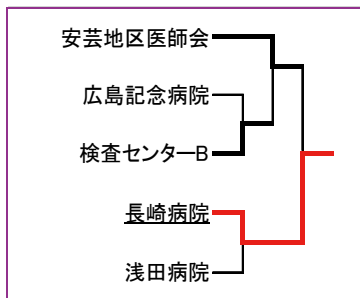 安芸地区医師会
広島記念病院
検査センターB
長崎病院
浅田病院